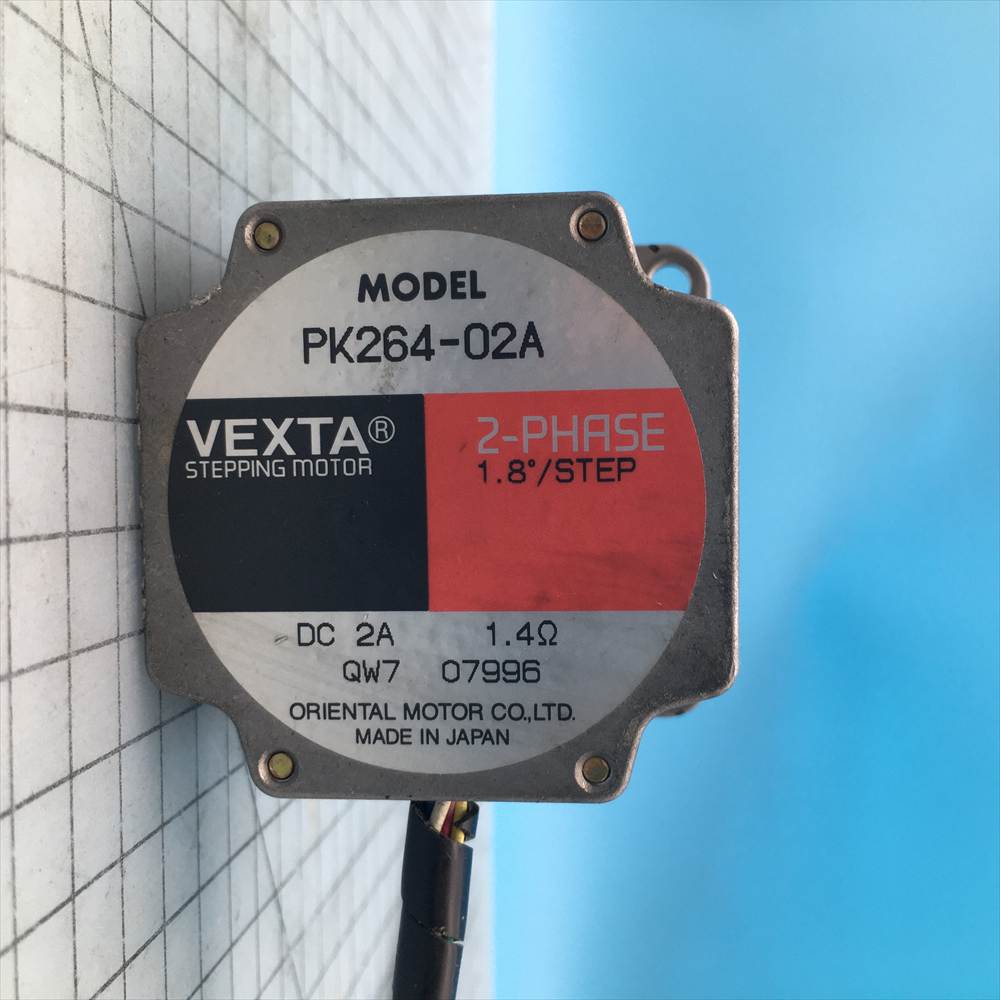 MODEL
PK264-02A
VEXTA®
STEPPING MOTOR
2-PHASE
1.8°/STEP
DC 2A 1.4Ω
QW7 07996
ORIENTAL MOTOR CO.,LTD.
MADE IN JAPAN